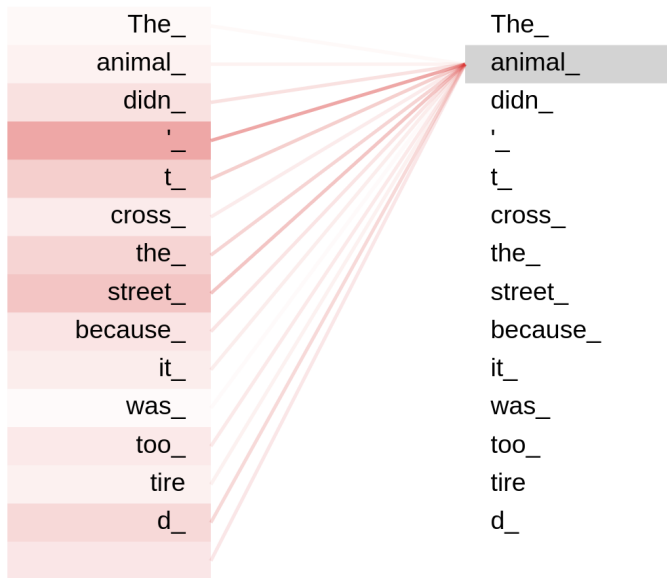 The_ The_
animal_ animal_
didn_ didn_
'_ '_
t_ t_
cross_ cross_
the_ the_
street_ street_
because_ because_
it_ it_
was_ was_
too_ too_
tire tire
d_ d_